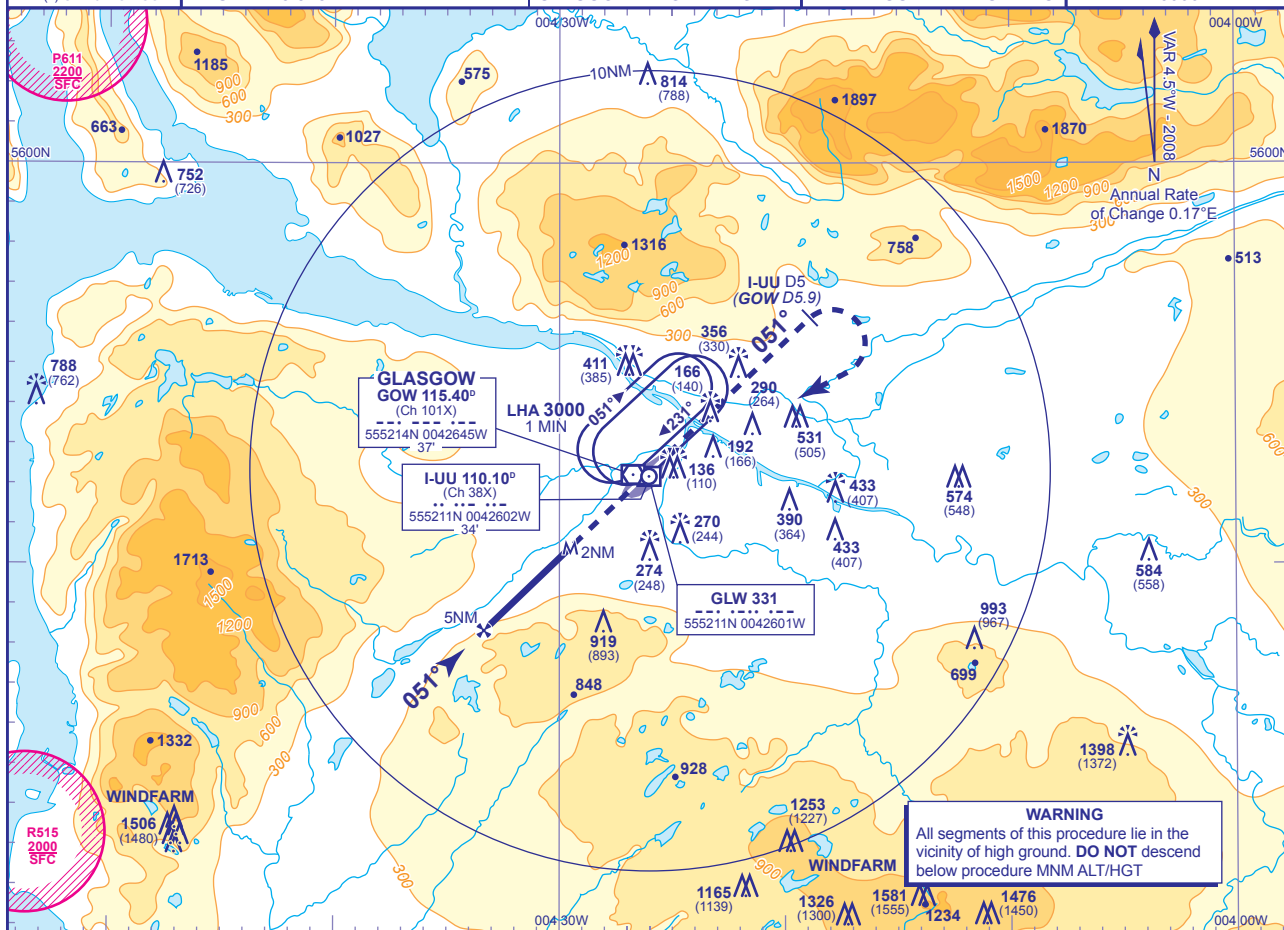 004 30W
004 00W
P611
2200
SFC
1185
900
600
300
575
10NM
814
(788)
1897
1870
VAR 4.5°W - 2008
N
Annual Rate
of Change 0.17°E
663
1027
5600N
5600N
752
(726)
1500
1200
900
300
1316
1200
900
600
300
758
513
I-UU D5
(GOW D5.9)
051°
356
(330)
411
(385)
166
(140)
290
(264)
788
(762)
GLASGOW
GOW 115.40ᴰ
(Ch 101X)
555214N 0042645W
37'
LHA 3000
1 MIN
051°
231°
192
(166)
531
(505)
136
(110)
I-UU 110.10ᴰ
(Ch 38X)
555211N 0042602W
34'
433
(407)
574
(548)
390
(364)
270
(244)
433
(407)
300
600
2NM
274
(248)
584
(558)
1713
1500
1200
GLW 331
555211N 0042601W
5NM
919
(893)
993
(967)
699
051°
848
900
600
300
1332
928
1398
(1372)
WINDFARM
1506
(1480)
R515
2000
SFC
1253
(1227)
WINDFARM
900
WARNING
All segments of this procedure lie in the
vicinity of high ground. DO NOT descend
below procedure MNM ALT/HGT
300
1165
(1139)
1326
(1300)
1581
(1555)
1234
1476
(1450)
004 30W
004 00W